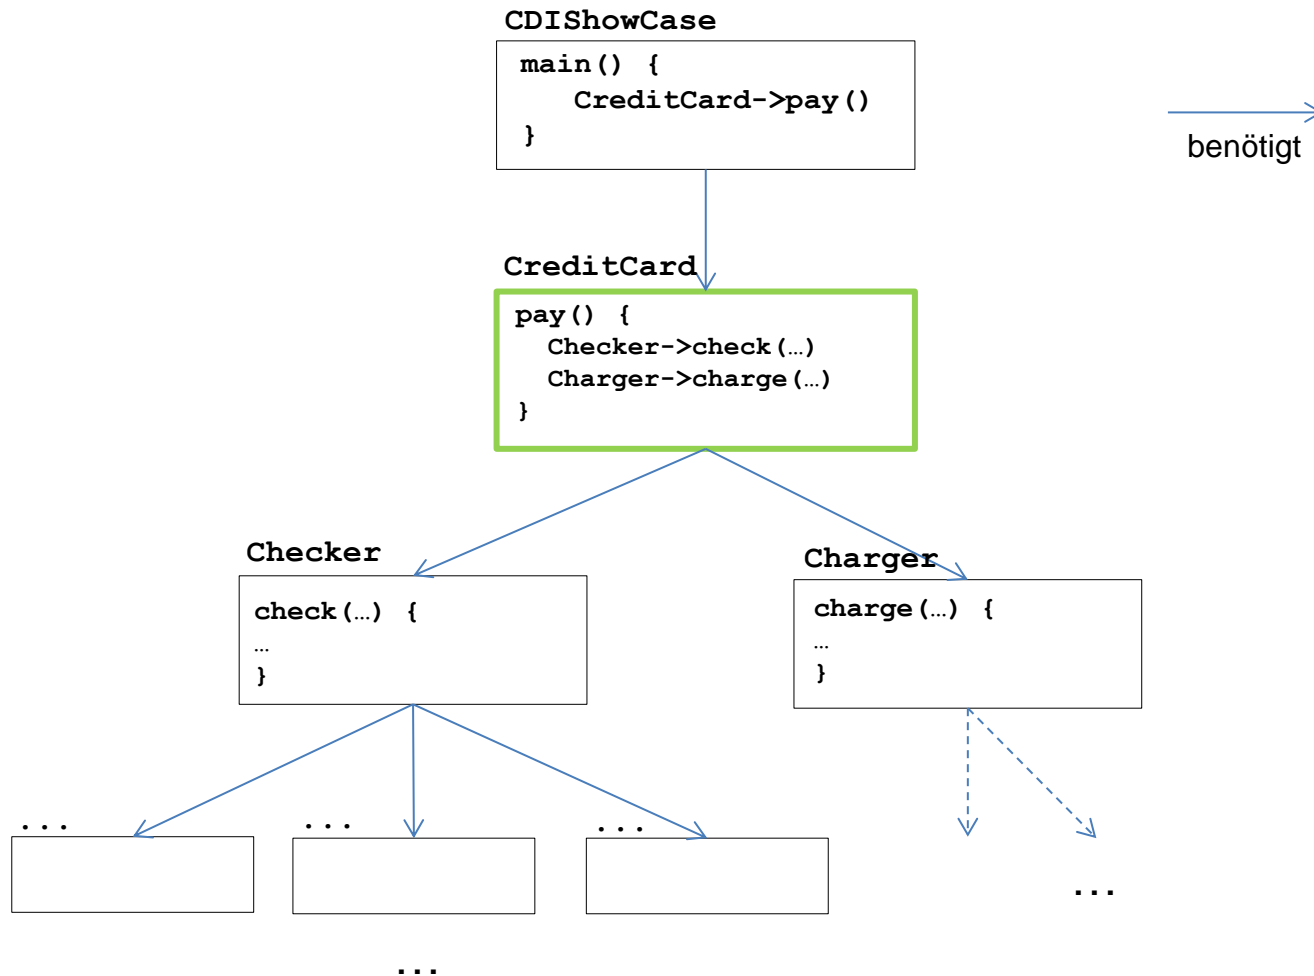 CDIShowCase
main() {
CreditCard->pay()
}
benötigt
CreditCard
pay() {
Checker->check(…)
Charger->charge(…)
}
Checker
check(…) {
…
}
Charger
charge(…) {
…
}
...
...
...
...
...